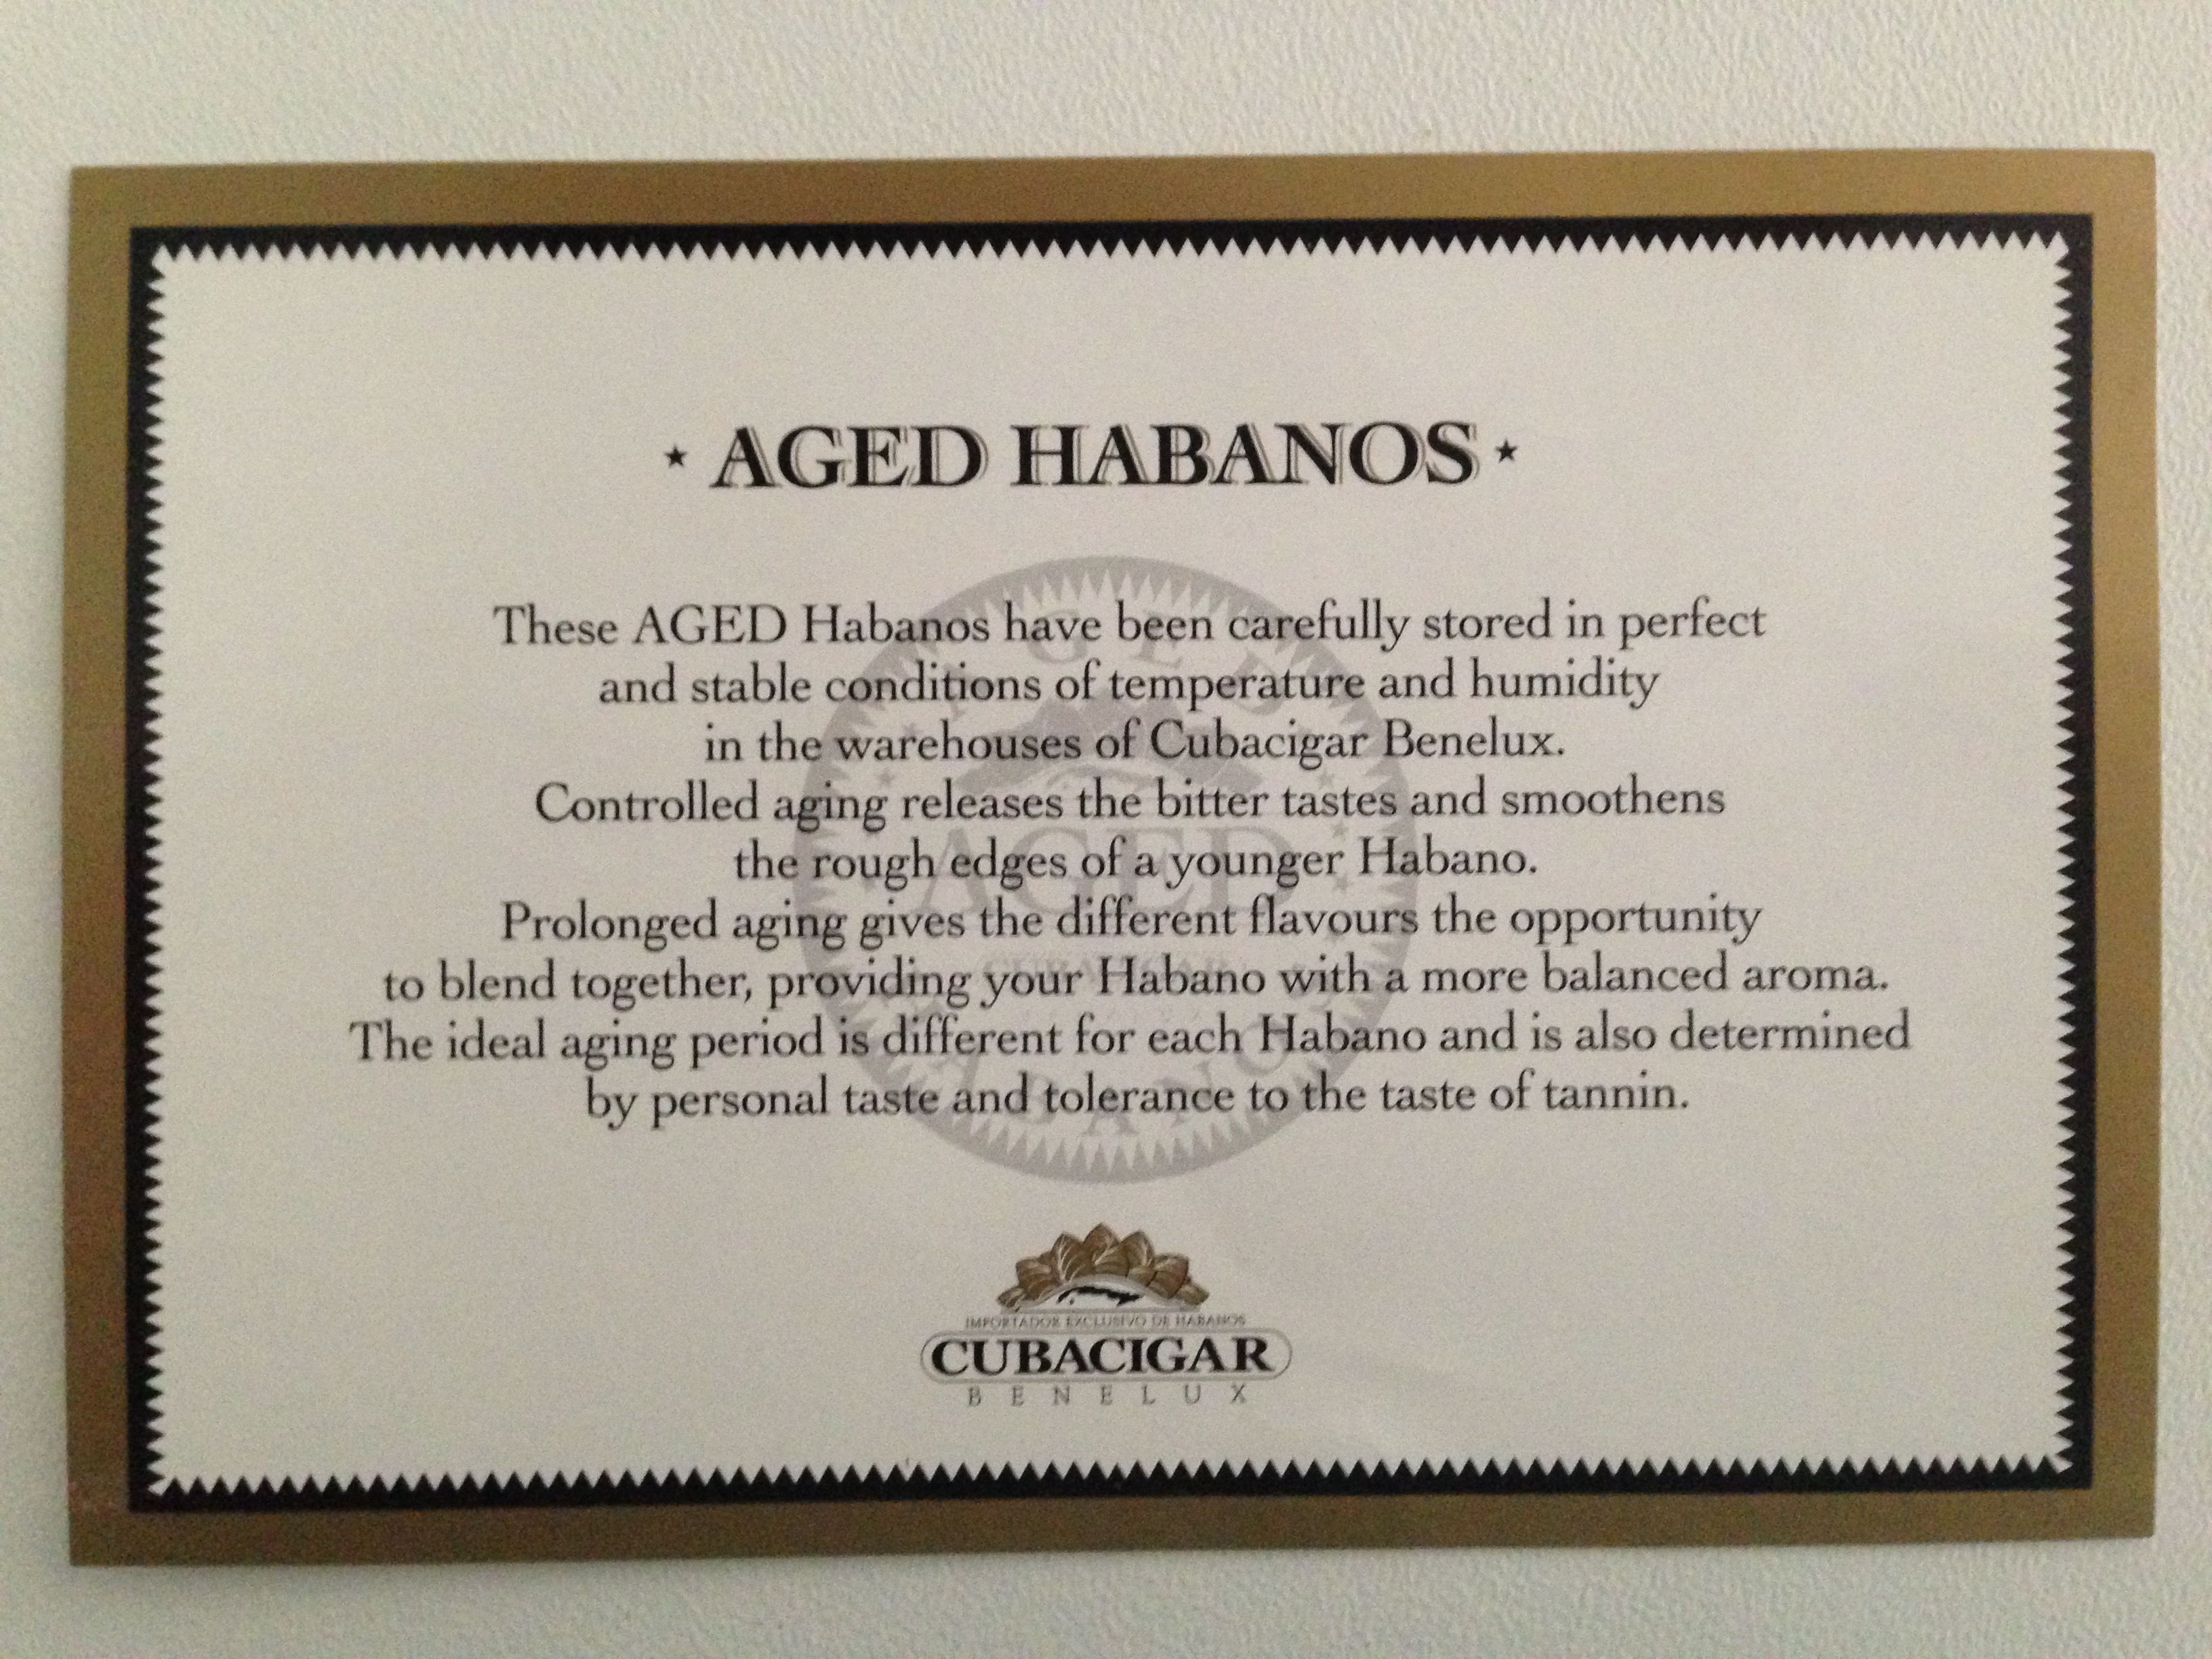 ★ AGED HABANOS ★
These AGED Habanos have been carefully stored in perfect
and stable conditions of temperature and humidity
in the warehouses of Cubacigar Benelux.
Controlled aging releases the bitter tastes and smoothens
the rough edges of a younger Habano.
Prolonged aging gives the different flavours the opportunity
to blend together, providing your Habano with a more balanced aroma.
The ideal aging period is different for each Habano and is also determined
by personal taste and tolerance to the taste of tannin.
IMPORTADOR EXCLUSIVO DE HABANOS
CUBACIGAR
BENELUX